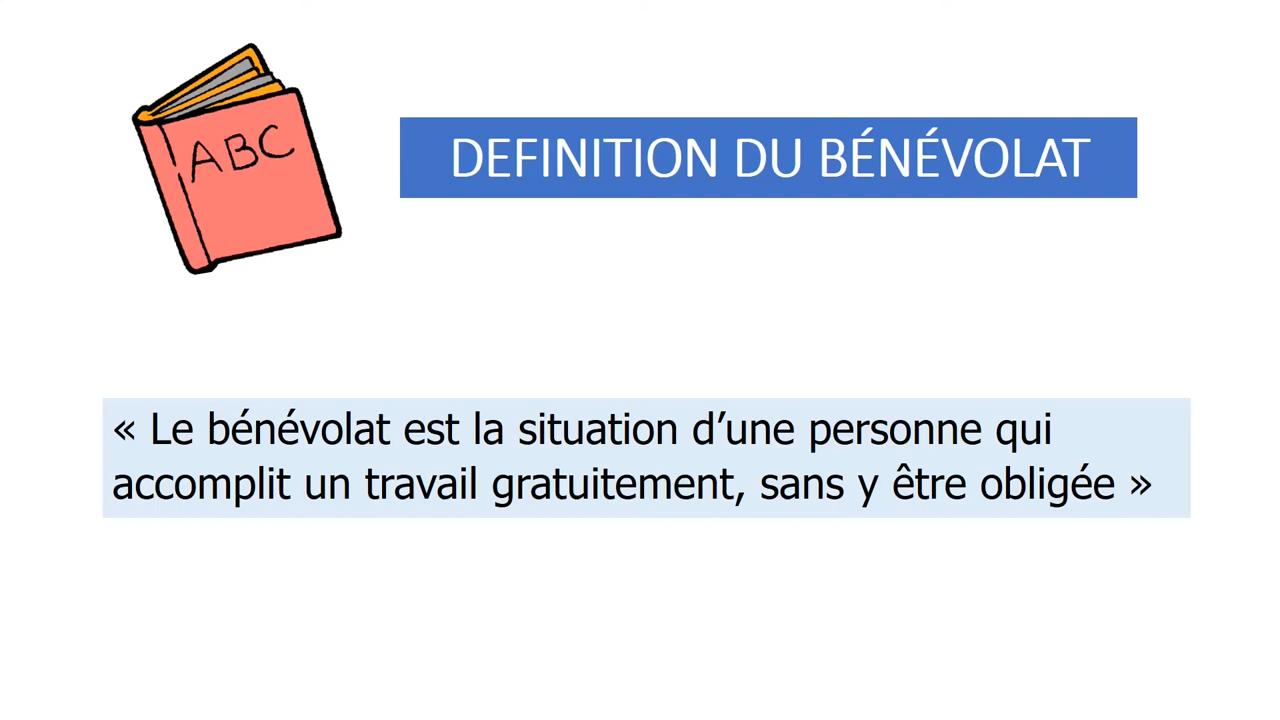 ABC
DEFINITION DU BÉNÉVOLAT
« Le bénévolat est la situation d’une personne qui
accomplit un travail gratuitement, sans y être obligée »